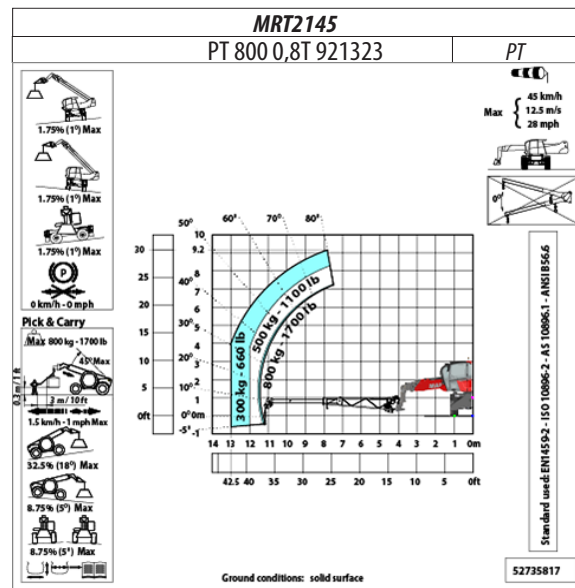 MRT2145
PT 800 0,8T 921323
PT
1.75% (1°) Max
1.75% (1°) Max
1.75% (1°) Max
P
0 km/h - 0 mph
Pick & Carry
Max 800 kg - 1700 lb
45° Max
0.3 m / 1 ft
3 m / 10 ft
1.5 km/h - 1 mph Max
32.5% (18°) Max
8.75% (5°) Max
8.75% (5°) Max
Max
45 km/h
12.5 m/s
28 mph
0°
50° 60° 70° 80°
40°
30°
20°
10°
0°
-5°
30
25
20
15
10
5
0ft
10
9.2
8
7
6
5
4
3
2
1
0m
-1
300 kg - 660 lb
500 kg - 1100 lb
800 kg - 1700 lb
14 13 12 11 10 9 8 7 6 5 4 3 2 1 0m
42.5 40 35 30 25 20 15 10 5 0ft
Standard used: EN1459-2 - ISO 10896-2 - AS 10896.1 - ANSI B56.6
Ground conditions: solid surface
52735817